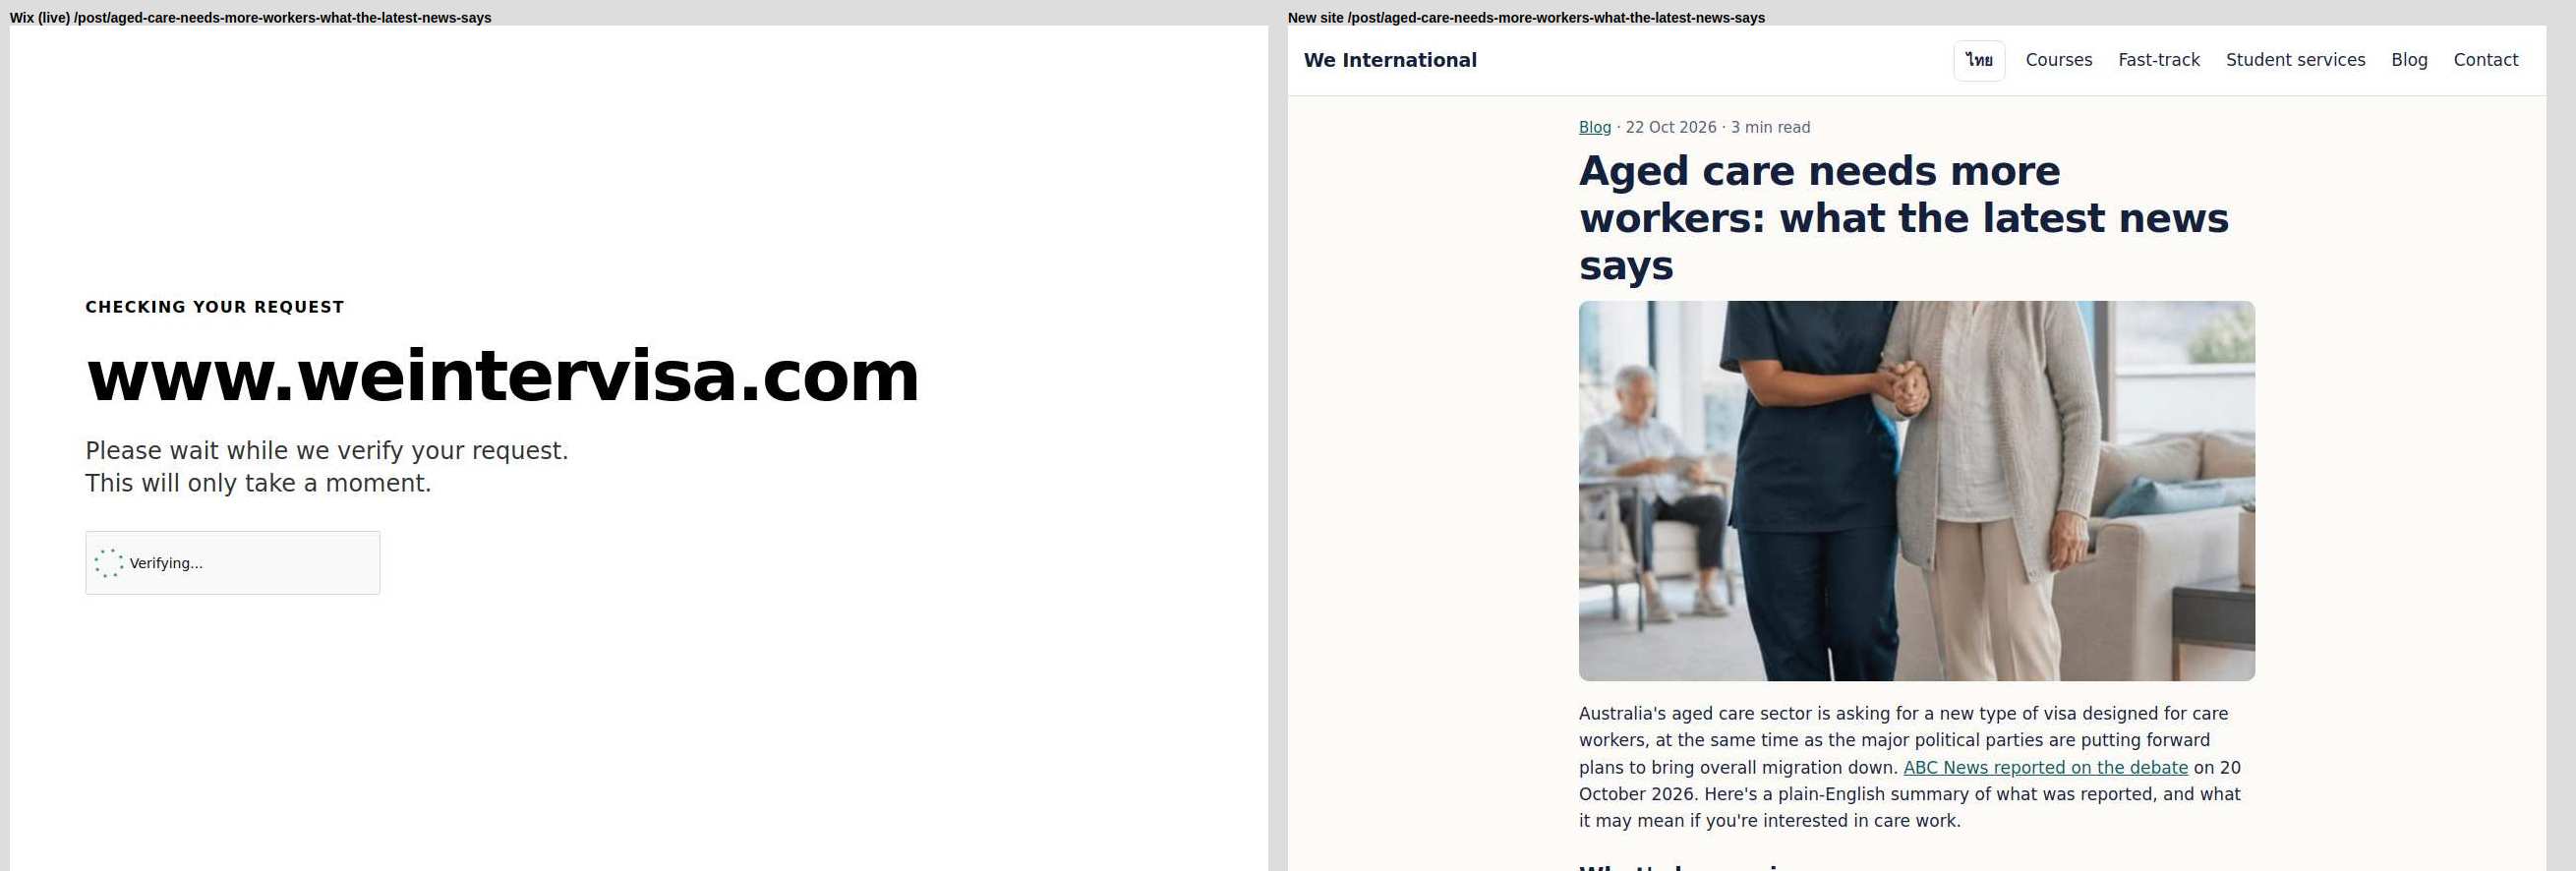 Wix (live) /post/aged-care-needs-more-workers-what-the-latest-news-says
CHECKING YOUR REQUEST
www.weintervisa.com
Please wait while we verify your request.
This will only take a moment.
Verifying...
New site /post/aged-care-needs-more-workers-what-the-latest-news-says
We International
ไทย
Courses
Fast-track
Student services
Blog
Contact
Blog · 22 Oct 2026 · 3 min read
Aged care needs more
workers: what the latest news
says
Australia's aged care sector is asking for a new type of visa designed for care
workers, at the same time as the major political parties are putting forward
plans to bring overall migration down. ABC News reported on the debate on 20
October 2026. Here's a plain-English summary of what was reported, and what
it may mean if you're interested in care work.